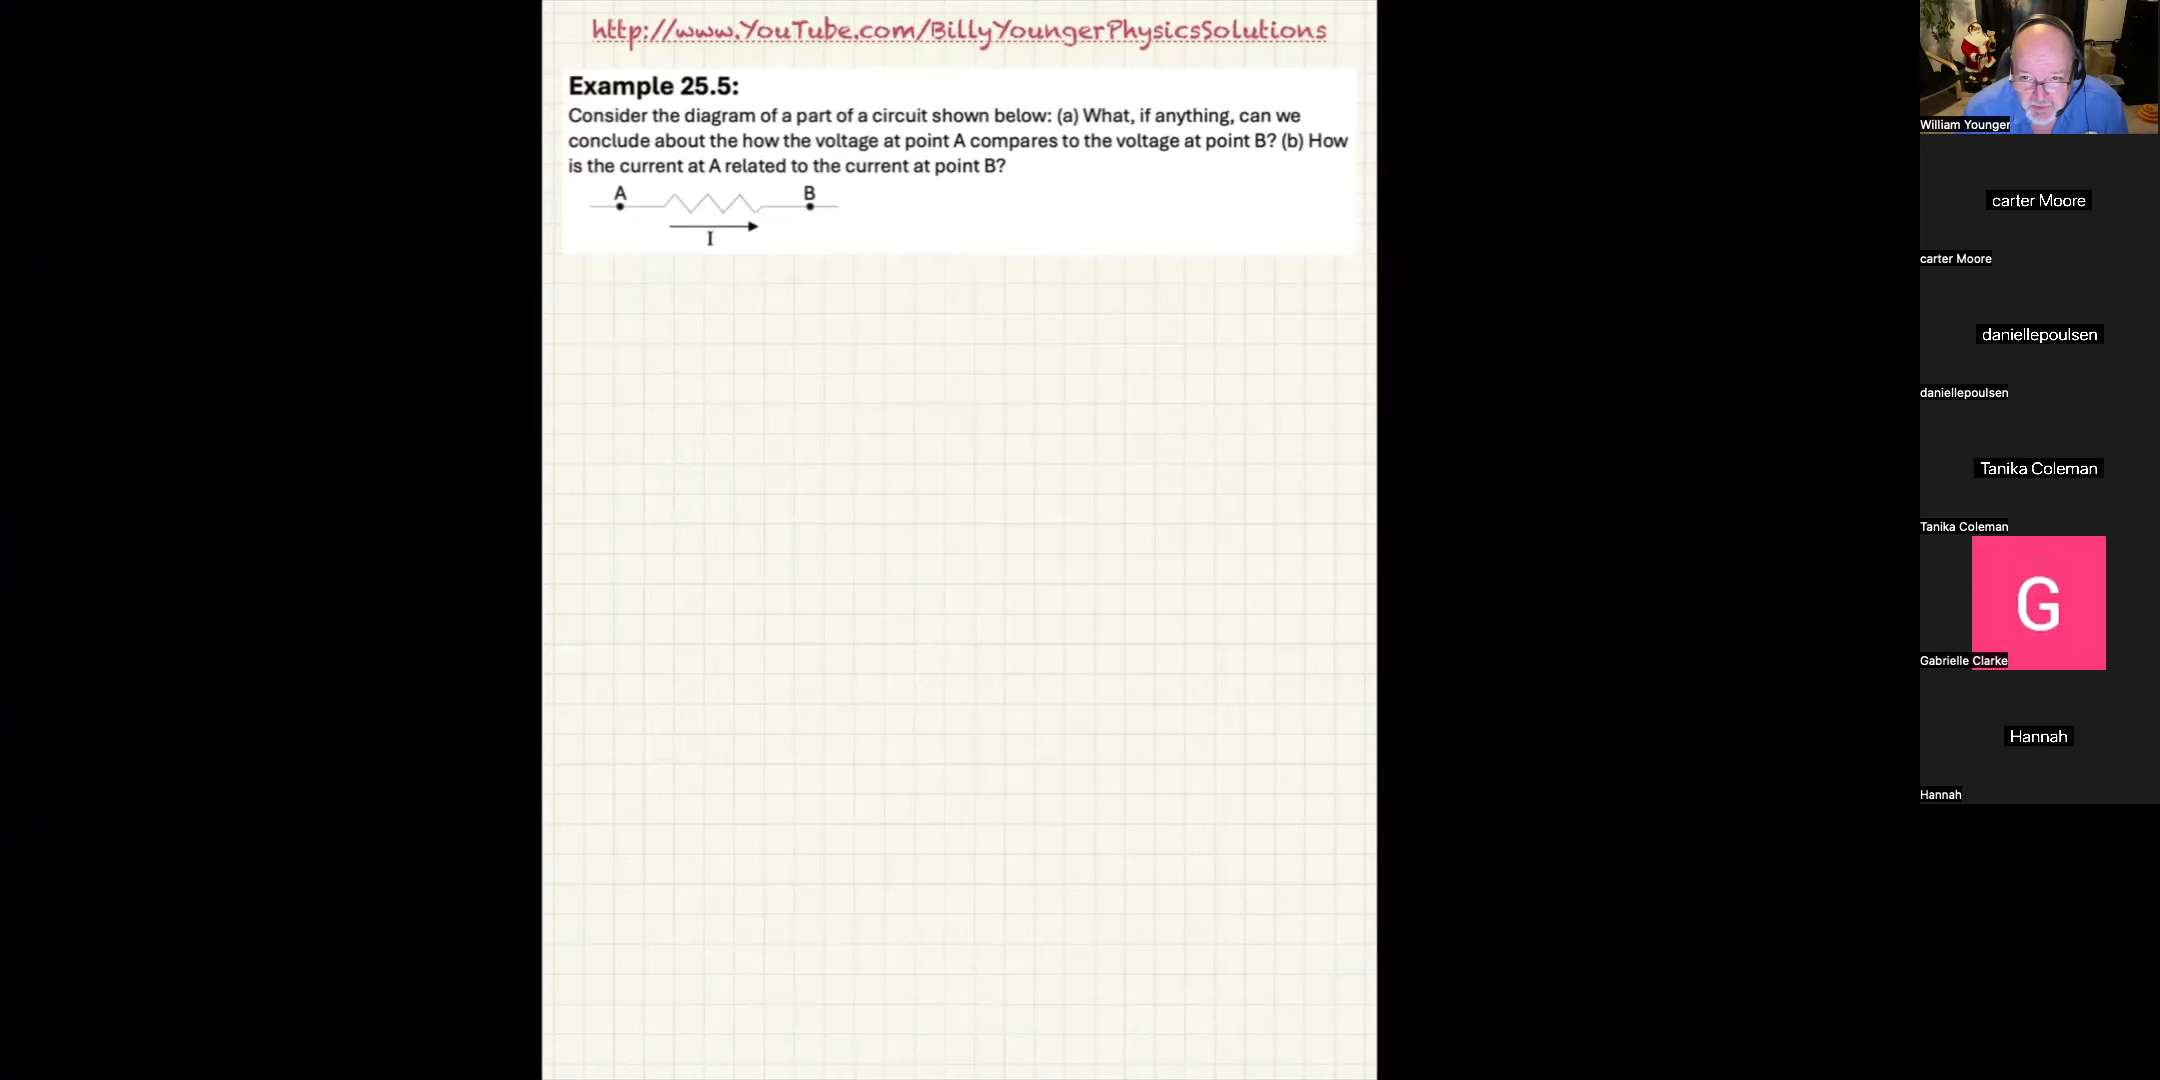 http://www.YouTube.com/BillyYoungerPhysicsSolutions
Example 25.5:
Consider the diagram of a part of a circuit shown below: (a) What, if anything, can we
conclude about the how the voltage at point A compares to the voltage at point B? (b) How
is the current at A related to the current at point B?
A B
I
William Younger
carter Moore
carter Moore
daniellepoulsen
daniellepoulsen
Tanika Coleman
Tanika Coleman
G
Gabrielle Clarke
Hannah
Hannah